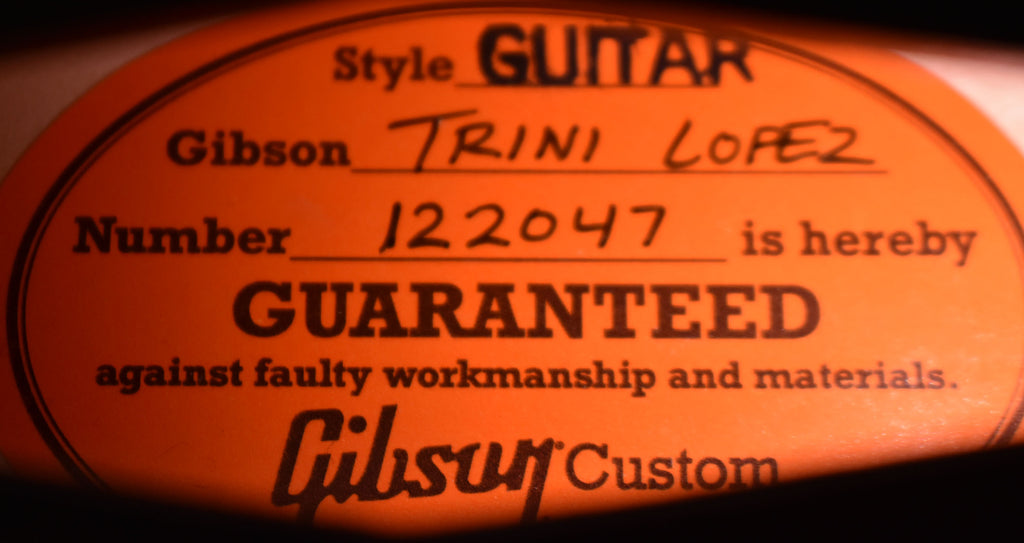 Style GUITAR
Gibson TRINI LOPEZ
Number 122047 is hereby
GUARANTEED
against faulty workmanship and materials.
Gibson Custom